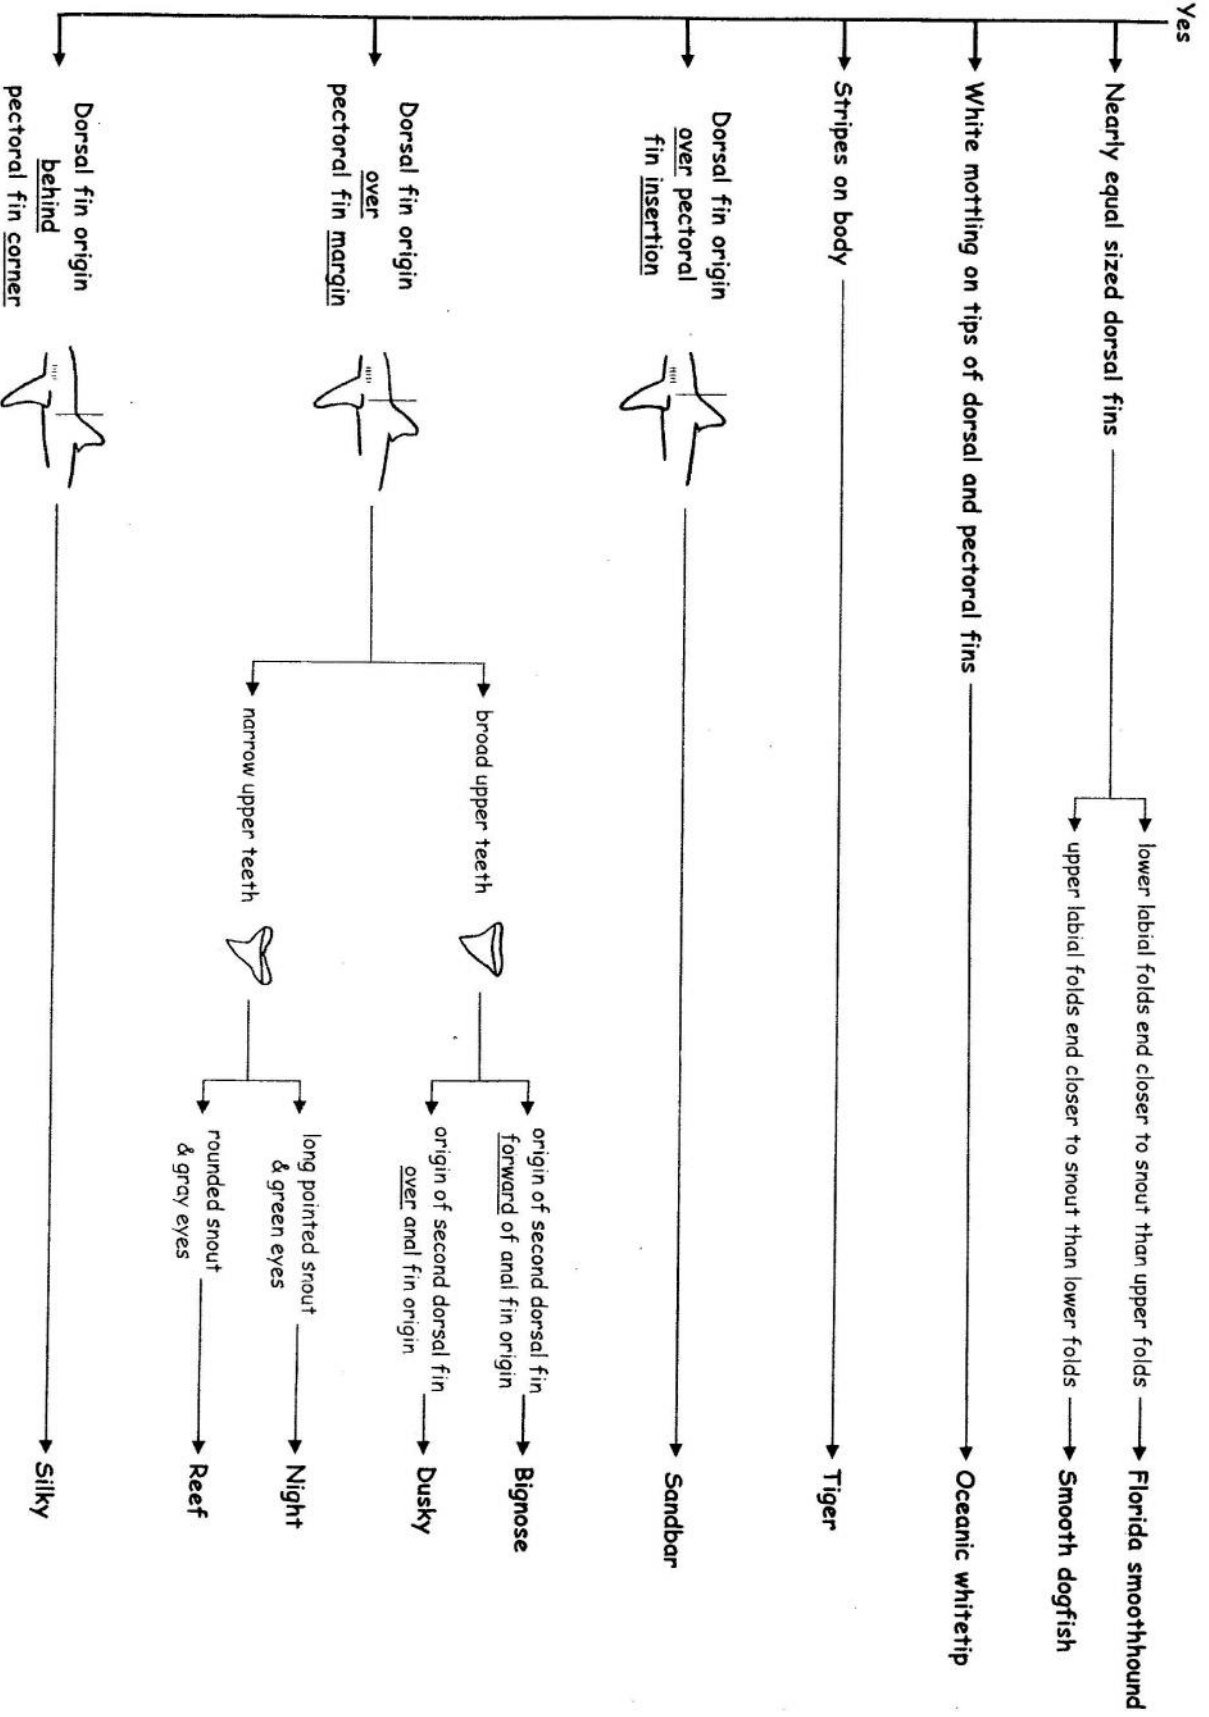 Yes
Nearly equal sized dorsal fins
lower labial folds end closer to snout than upper folds
Florida smoothhound
upper labial folds end closer to snout than lower folds
Smooth dogfish
White mottling on tips of dorsal and pectoral fins
Oceanic whitetip
Stripes on body
Tiger
Dorsal fin origin
over pectoral
fin insertion
Sandbar
Dorsal fin origin
over
pectoral fin margin
broad upper teeth
origin of second dorsal fin
forward of anal fin origin
Bignose
origin of second dorsal fin
over anal fin origin
Dusky
narrow upper teeth
long pointed snout
& green eyes
Night
rounded snout
& gray eyes
Reef
Dorsal fin origin
behind
pectoral fin corner
Silky